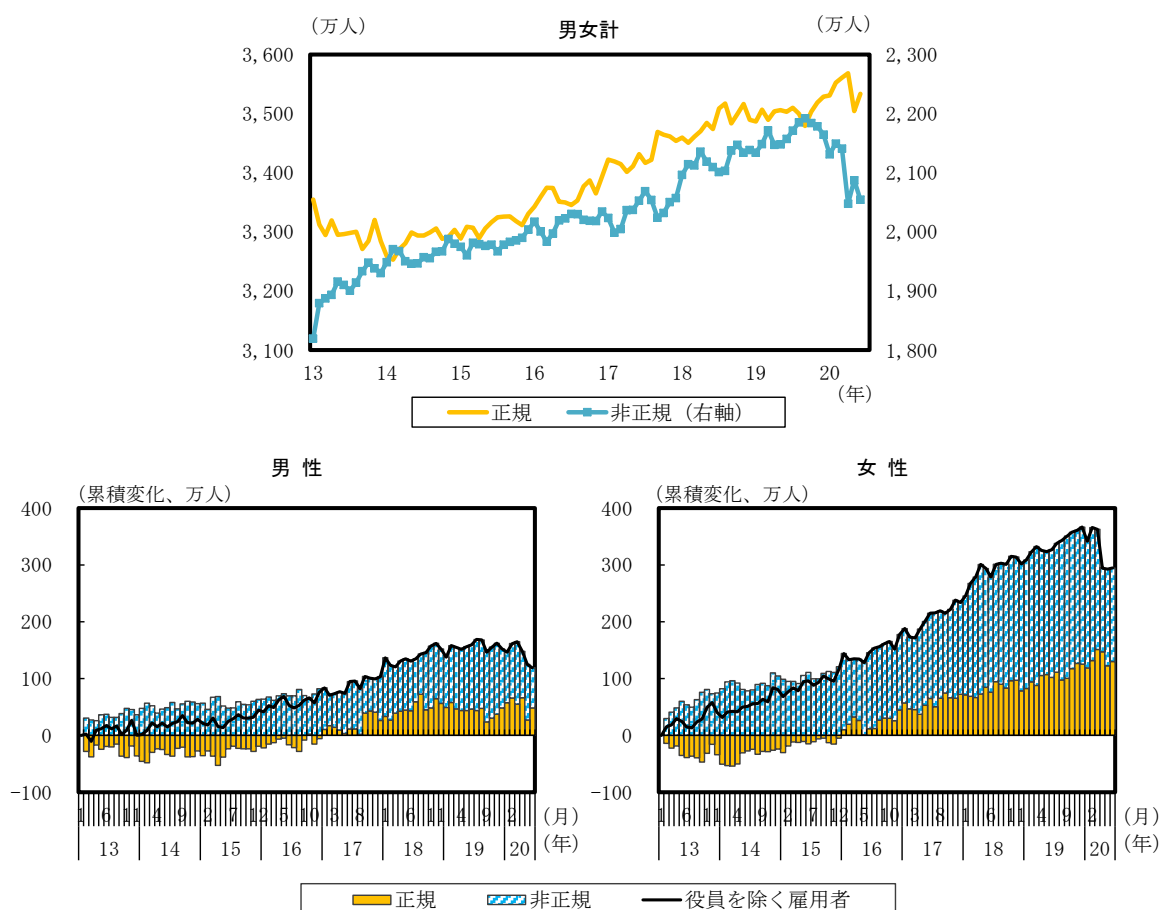 男女計
（万人） （万人）
3,600 2,300
3,500 2,200
3,400 2,100
3,300 2,000
3,200 1,900
3,100 1,800
13 14 15 16 17 18 19 20
（年）
正規 非正規（右軸）
男 性
（累積変化、万人）
400
300
200
100
0
-100
1 6 11 4 9 2 7 12 5 10 3 8 1 6 11 4 9 2 （月）
13 14 15 16 17 18 19 20 （年）
女 性
（累積変化、万人）
400
300
200
100
0
-100
1 6 11 4 9 2 7 12 5 10 3 8 1 6 11 4 9 2 （月）
13 14 15 16 17 18 19 20 （年）
正規 非正規 役員を除く雇用者